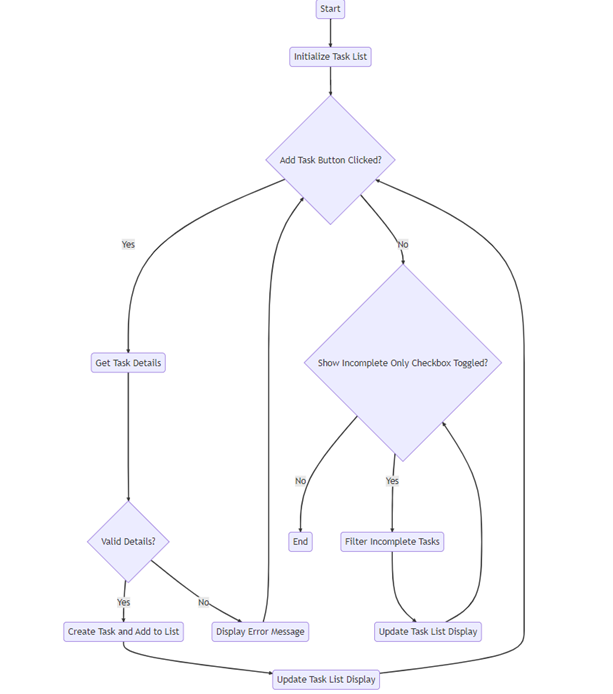 Start
Initialize Task List
Add Task Button Clicked?
Yes
No
Get Task Details
Show Incomplete Only Checkbox Toggled?
No
Yes
Valid Details?
End
Filter Incomplete Tasks
Yes
No
Create Task and Add to List
Display Error Message
Update Task List Display
Update Task List Display